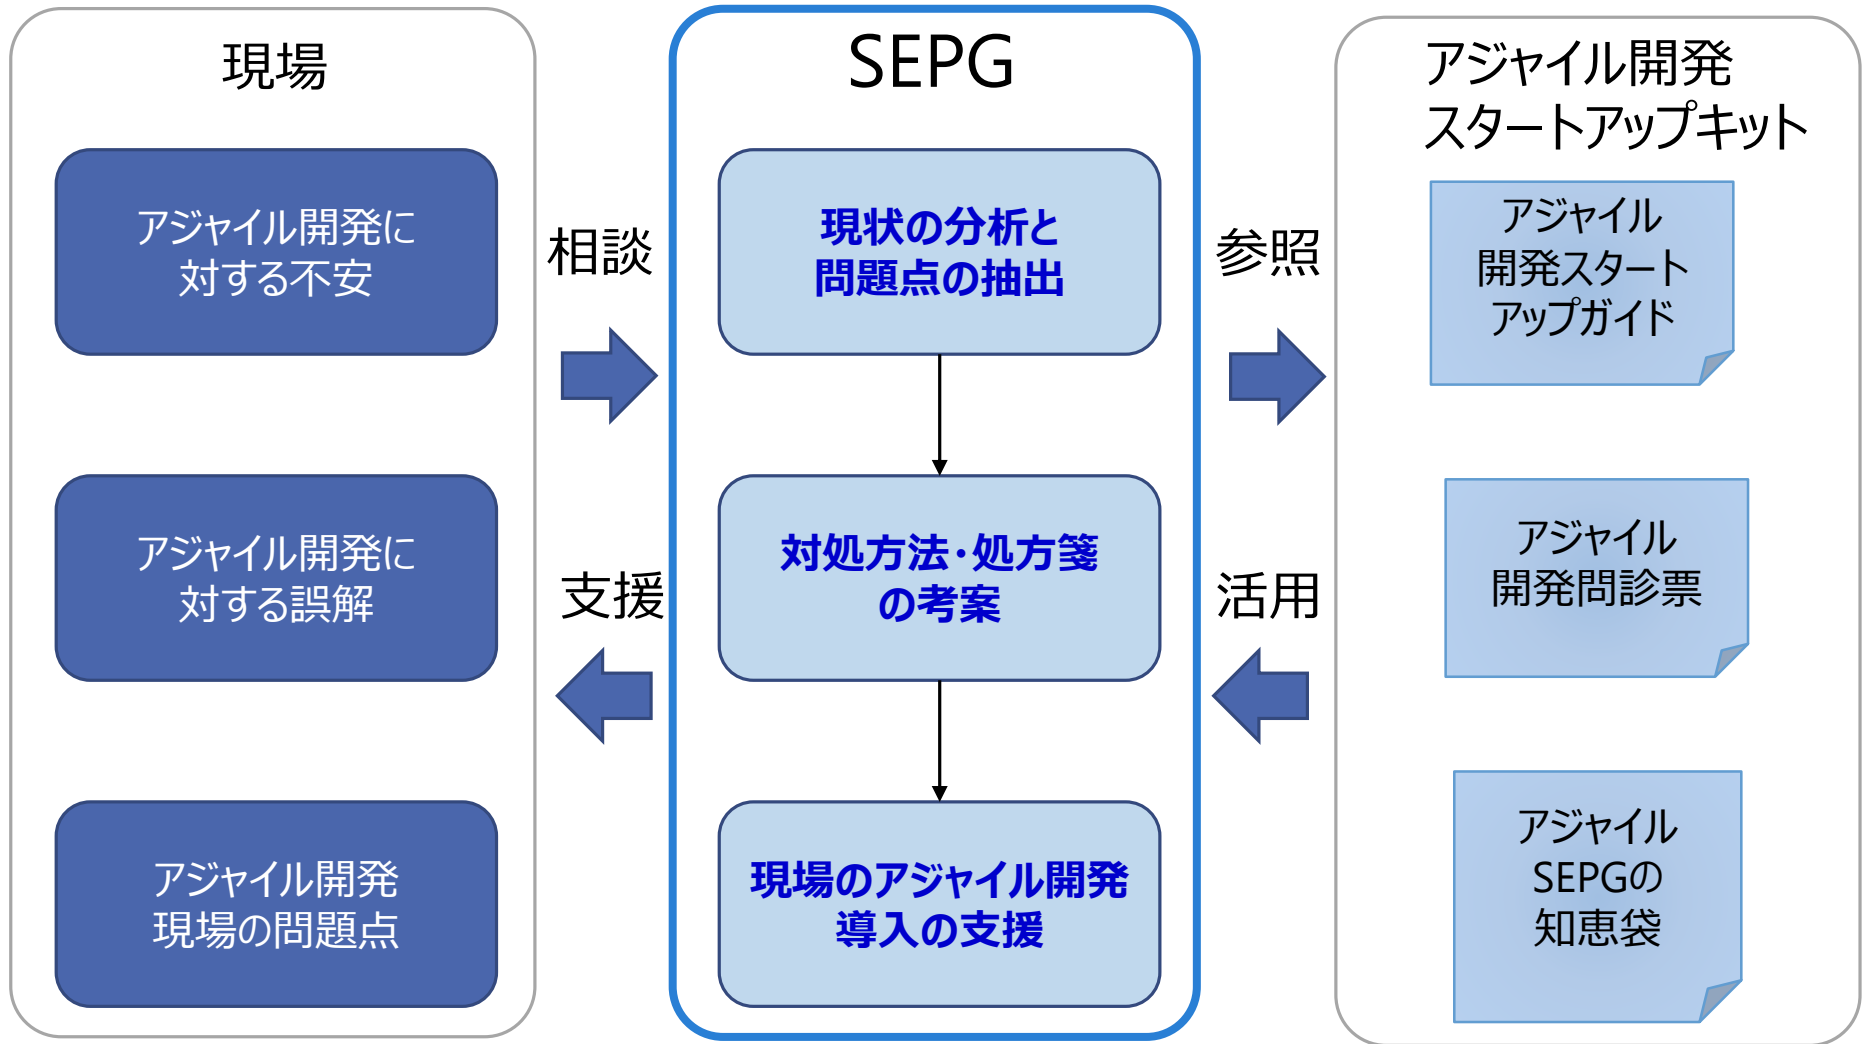 現場
アジャイル開発に
対する不安
アジャイル開発に
対する誤解
アジャイル開発
現場の問題点
相談
支援
SEPG
現状の分析と
問題点の抽出
対処方法・処方箋
の考案
現場のアジャイル開発
導入の支援
参照
活用
アジャイル開発
スタートアップキット
アジャイル
開発スタート
アップガイド
アジャイル
開発問診票
アジャイル
SEPGの
知恵袋